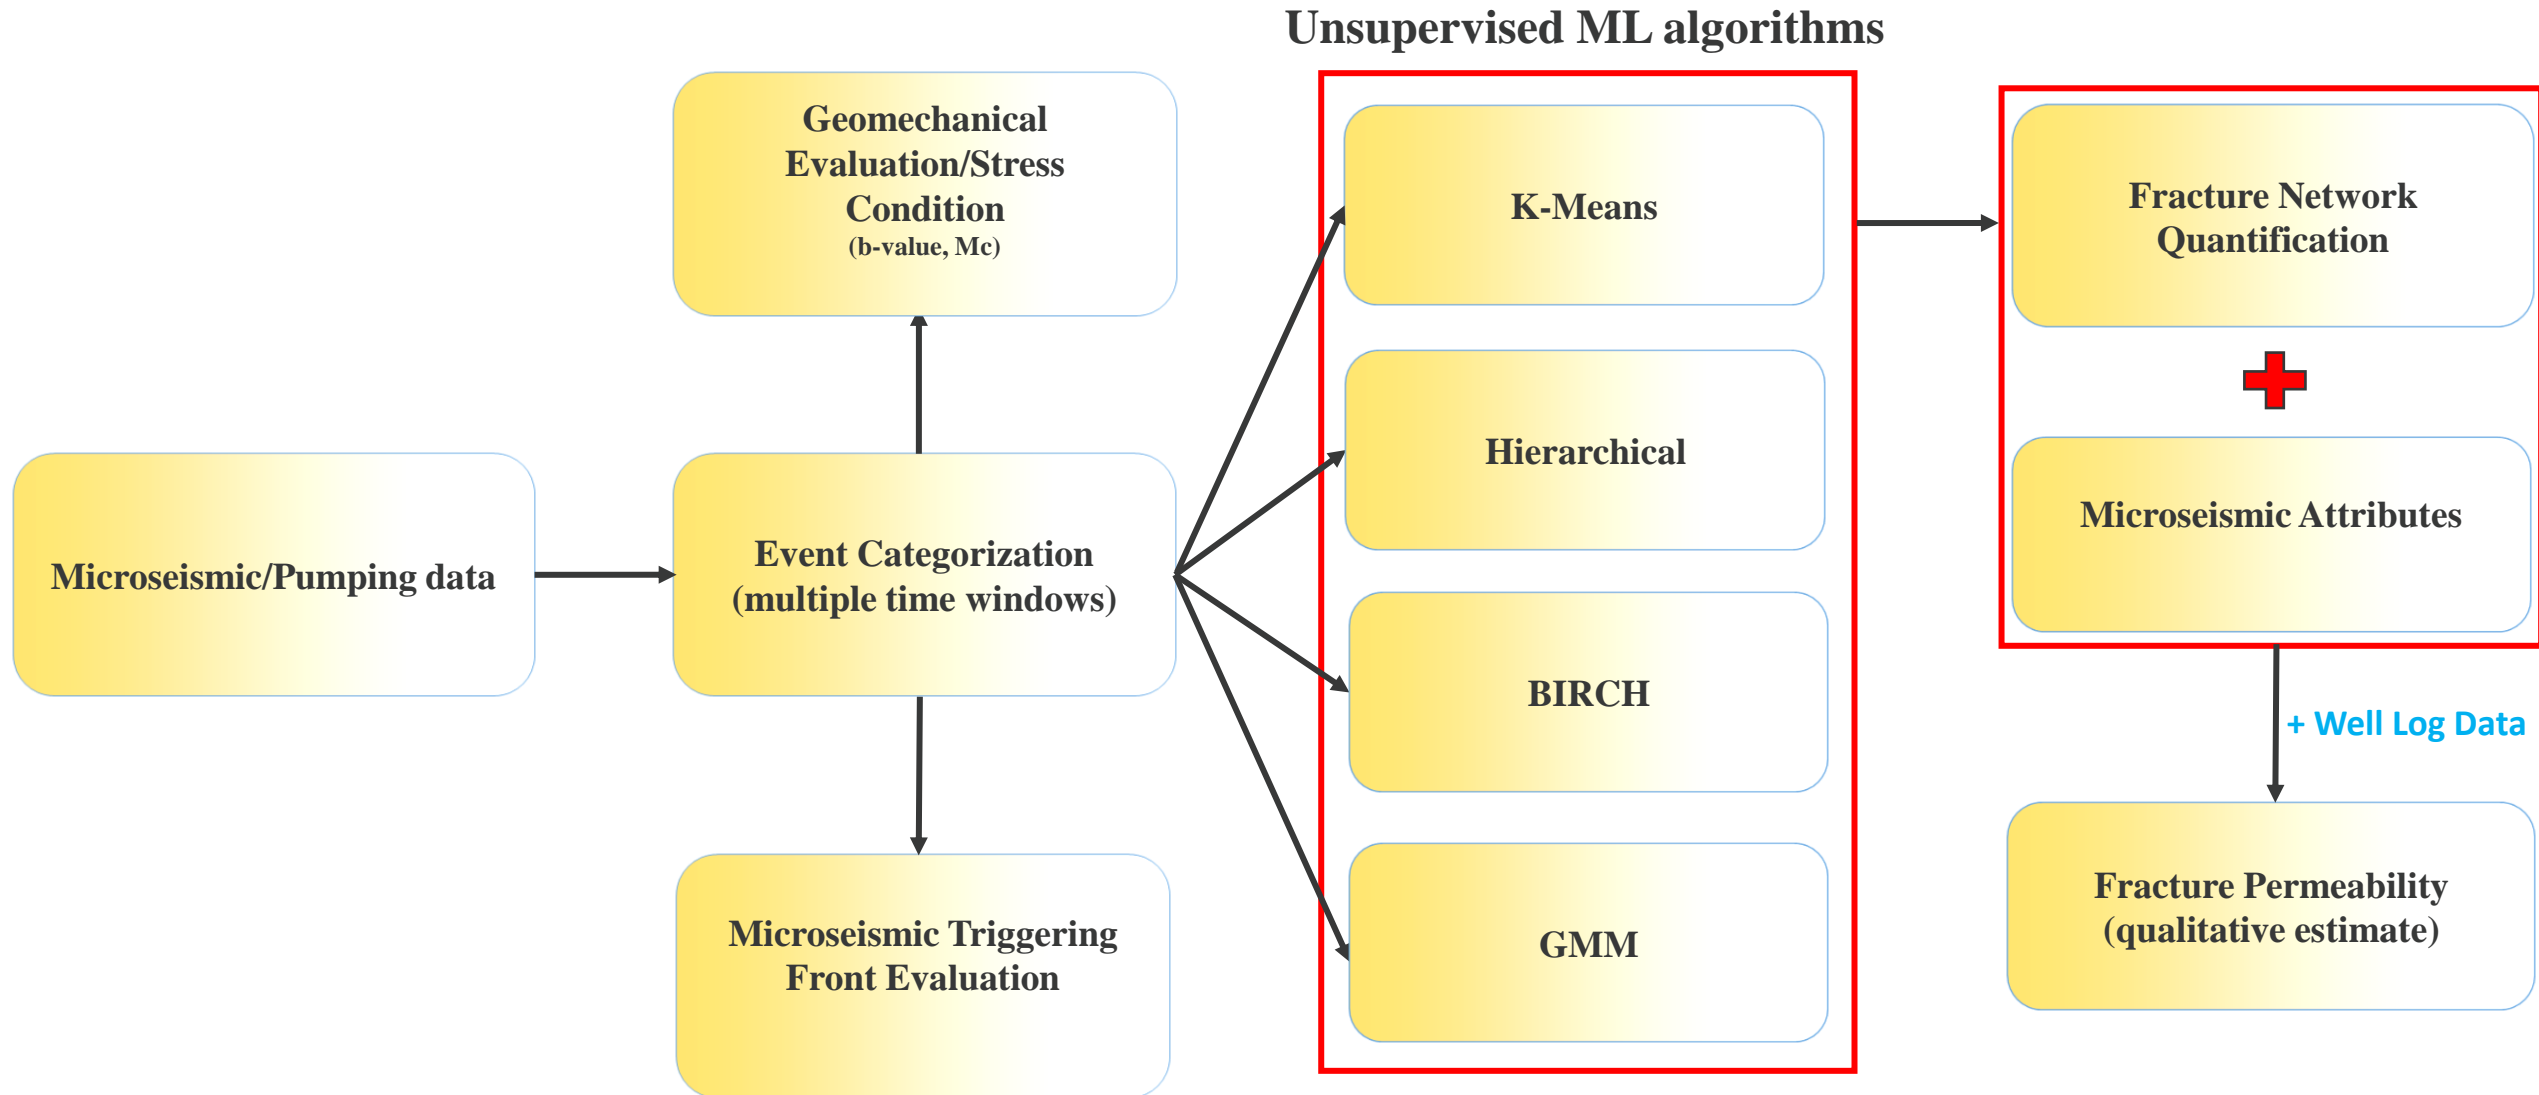 Unsupervised ML algorithms
Geomechanical
Evaluation/Stress
Condition
(b-value, Mc)
Microseismic/Pumping data
Event Categorization
(multiple time windows)
Microseismic Triggering
Front Evaluation
K-Means
Hierarchical
BIRCH
GMM
Fracture Network
Quantification
Microseismic Attributes
+ Well Log Data
Fracture Permeability
(qualitative estimate)